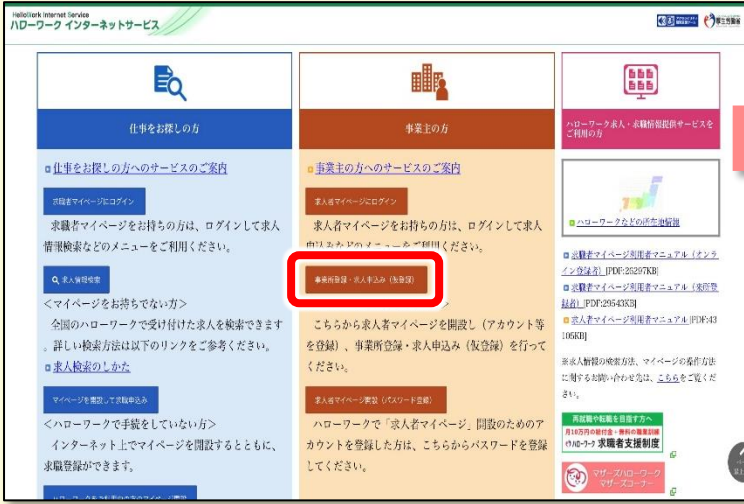 HelloWork Internet Service
ハローワーク インターネットサービス
厚生労働省
仕事をお探しの方
仕事をお探しの方へのサービスのご案内
求職者マイページにログイン
求職者マイページをお持ちの方は、ログインして求人
情報検索などのメニューをご利用ください。
求人情報検索
＜マイページをお持ちでない方＞
全国のハローワークで受け付けた求人を検索できます
。詳しい検索方法は以下のリンクをご参考ください。
求人検索のしかた
マイページを開設して求職申込み
＜ハローワークで手続をしていない方＞
インターネット上でマイページを開設するとともに、
求職登録ができます。
事業主の方
事業主の方へのサービスのご案内
求人者マイページにログイン
求人者マイページをお持ちの方は、ログインして求人
申込みなどのメニューをご利用ください。
事業所登録・求人申込み（仮登録）
こちらから求人者マイページを開設し（アカウント等
を登録）、事業所登録・求人申込み（仮登録）を行って
ください。
求人者マイページ開設（パスワード登録）
ハローワークで「求人者マイページ」開設のためのア
カウントを登録した方は、こちらからパスワードを登録
してください。
ハローワーク求人・求職情報提供サービスを
ご利用の方
ハローワークなどの所在地情報
求職者マイページ利用者マニュアル（オンラ
イン登録者）[PDF:25297KB]
求職者マイページ利用者マニュアル（来所登
録者）[PDF:29543KB]
求人者マイページ利用者マニュアル[PDF:43
105KB]
※求人情報の検索方法、マイページの操作方法
に関するお問い合わせ先は、こちらをご覧くだ
さい。
再就職や転職を目指す方へ
月10万円の給付金＋無料の職業訓練
ハローワーク 求職者支援制度
マザーズハローワーク
マザーズコーナー